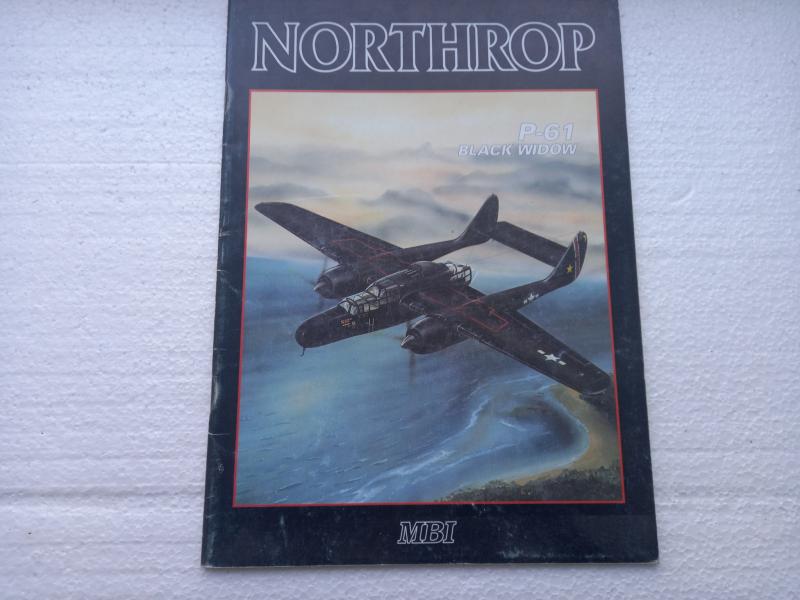 NORTHROP
P-61
BLACK WIDOW
MBI